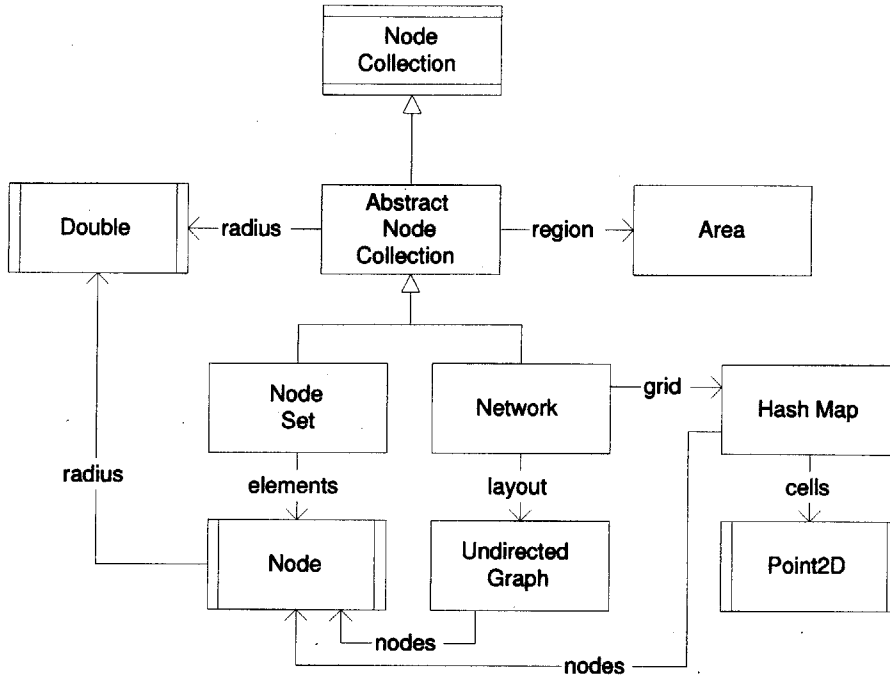 Node
Collection
Abstract
Node
Collection
Double
radius
region
Area
Node
Set
Network
grid
Hash Map
radius
elements
layout
cells
Node
Undirected
Graph
Point2D
nodes
nodes